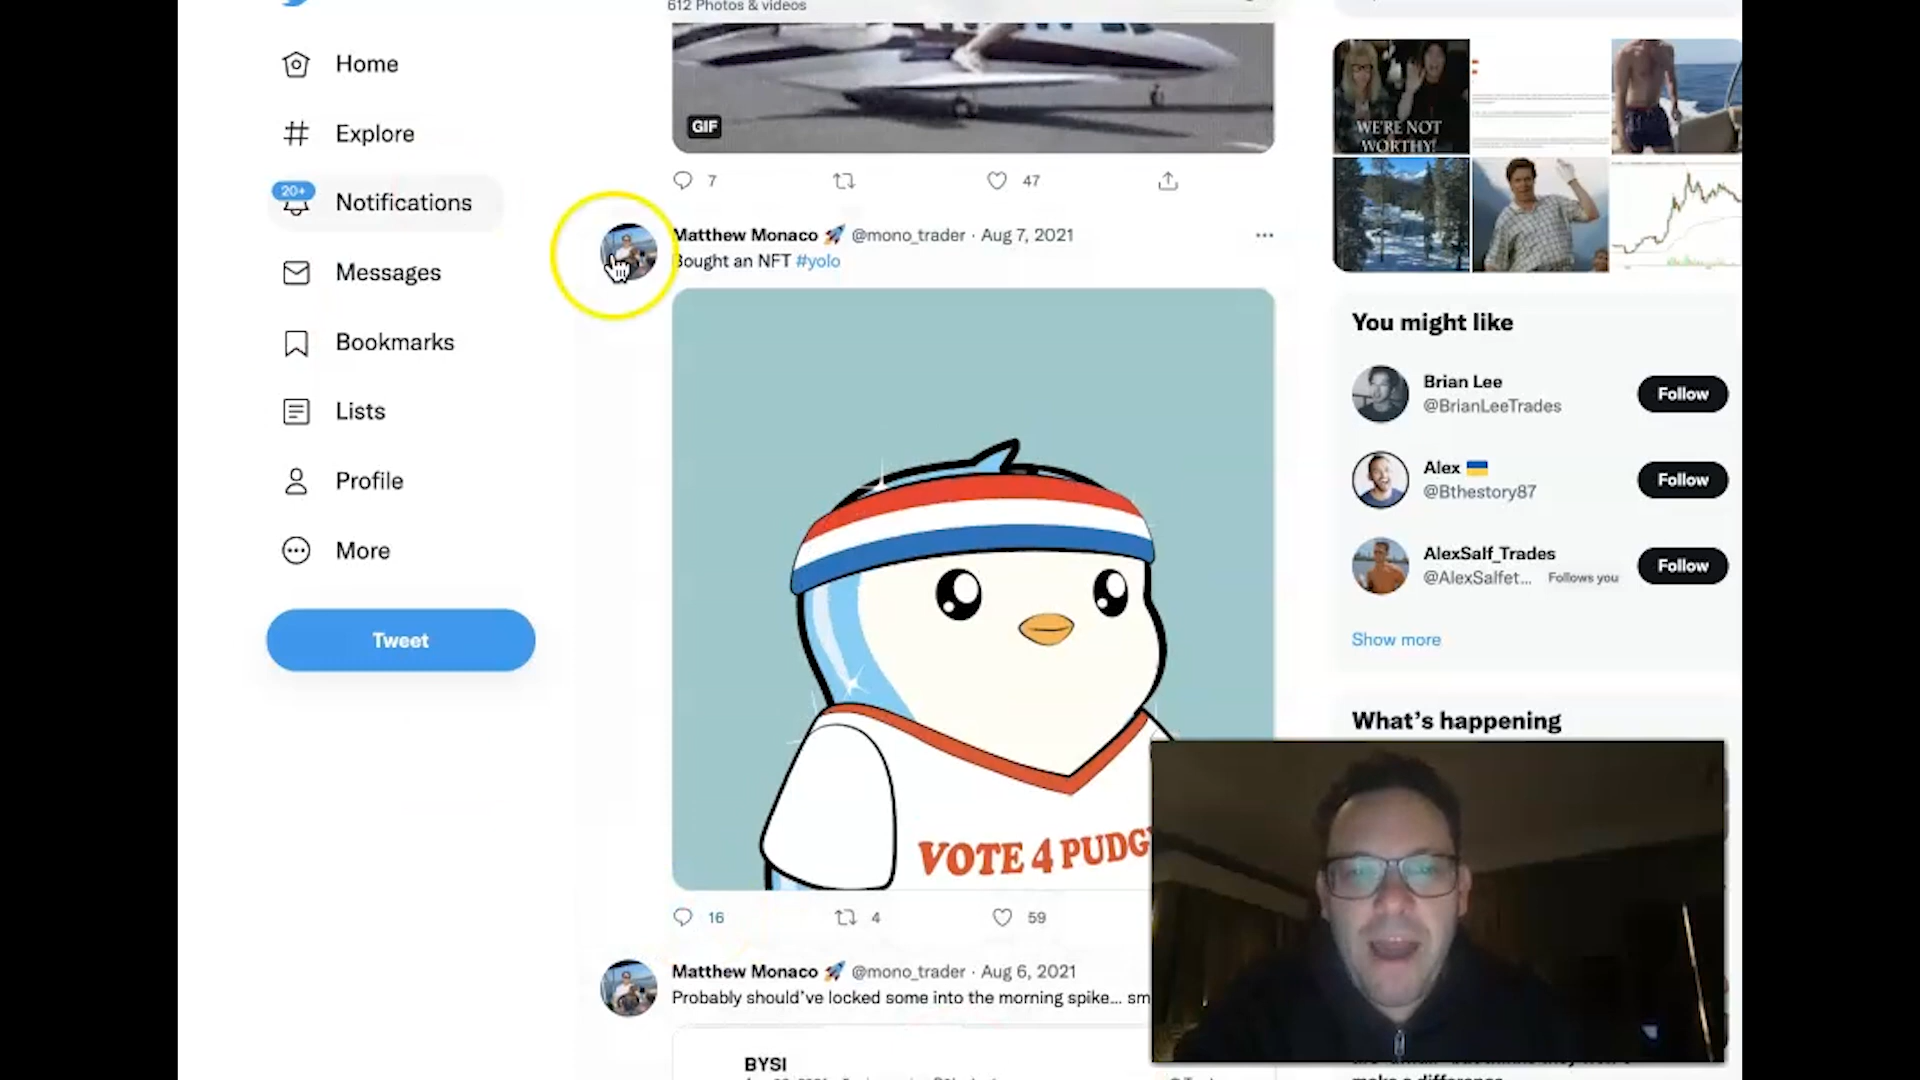 612 Photos & videos
Home
Explore
20+
Notifications
Messages
Bookmarks
Lists
Profile
More
Tweet
GIF
7
47
Matthew Monaco 🚀 @mono_trader · Aug 7, 2021
Bought an NFT #yolo
VOTE 4 PUDG
16
4
59
Matthew Monaco 🚀 @mono_trader · Aug 6, 2021
Probably should've locked some into the morning spike... sm
BYSI
WE'RE NOT
WORTHY!
You might like
Brian Lee
@BrianLeeTrades
Follow
Alex 🇺🇦
@Bthestory87
Follow
AlexSalf_Trades
@AlexSalfet... Follows you
Follow
Show more
What's happening
make a difference